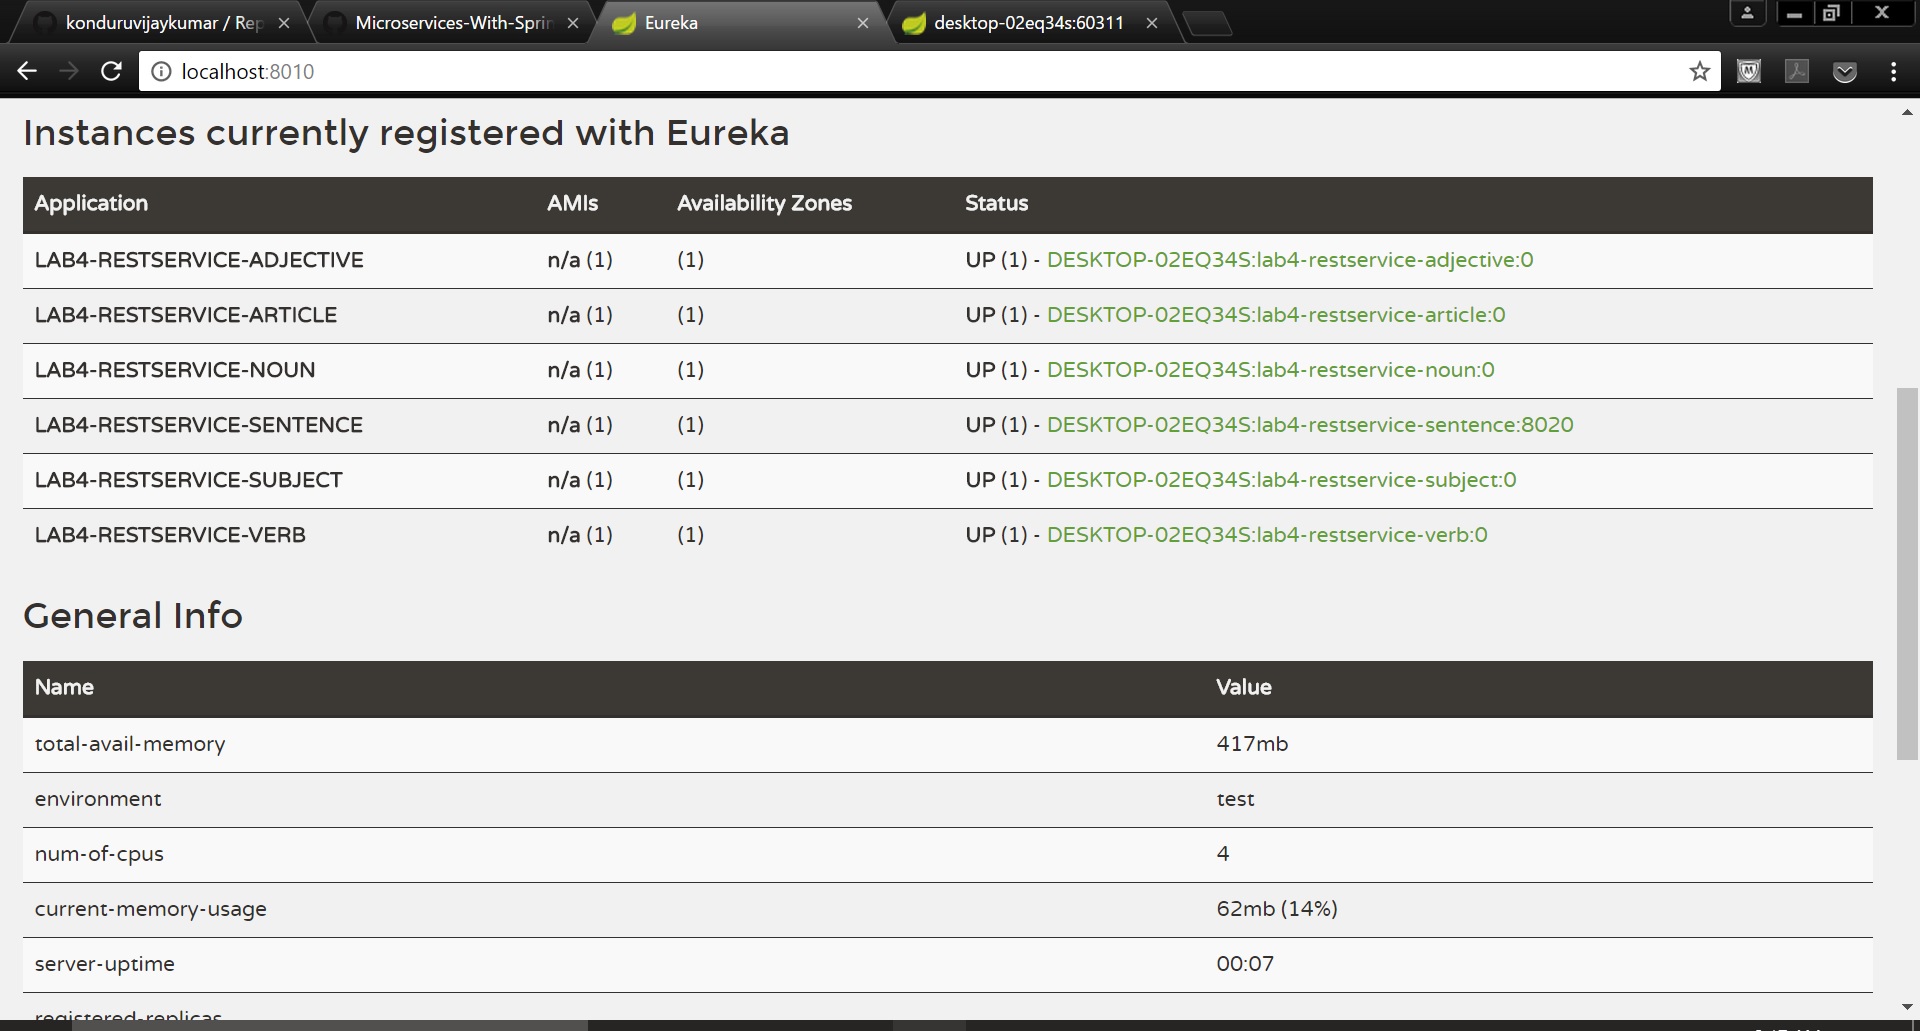 konduruvijaykumar / Rep
Microservices-With-Sprin
Eureka
desktop-02eq34s:60311
localhost:8010
Instances currently registered with Eureka
Application AMIs Availability Zones Status
LAB4-RESTSERVICE-ADJECTIVE n/a (1) (1) UP (1) - DESKTOP-02EQ34S:lab4-restservice-adjective:0
LAB4-RESTSERVICE-ARTICLE n/a (1) (1) UP (1) - DESKTOP-02EQ34S:lab4-restservice-article:0
LAB4-RESTSERVICE-NOUN n/a (1) (1) UP (1) - DESKTOP-02EQ34S:lab4-restservice-noun:0
LAB4-RESTSERVICE-SENTENCE n/a (1) (1) UP (1) - DESKTOP-02EQ34S:lab4-restservice-sentence:8020
LAB4-RESTSERVICE-SUBJECT n/a (1) (1) UP (1) - DESKTOP-02EQ34S:lab4-restservice-subject:0
LAB4-RESTSERVICE-VERB n/a (1) (1) UP (1) - DESKTOP-02EQ34S:lab4-restservice-verb:0
General Info
Name Value
total-avail-memory 417mb
environment test
num-of-cpus 4
current-memory-usage 62mb (14%)
server-uptime 00:07
registered-replicas